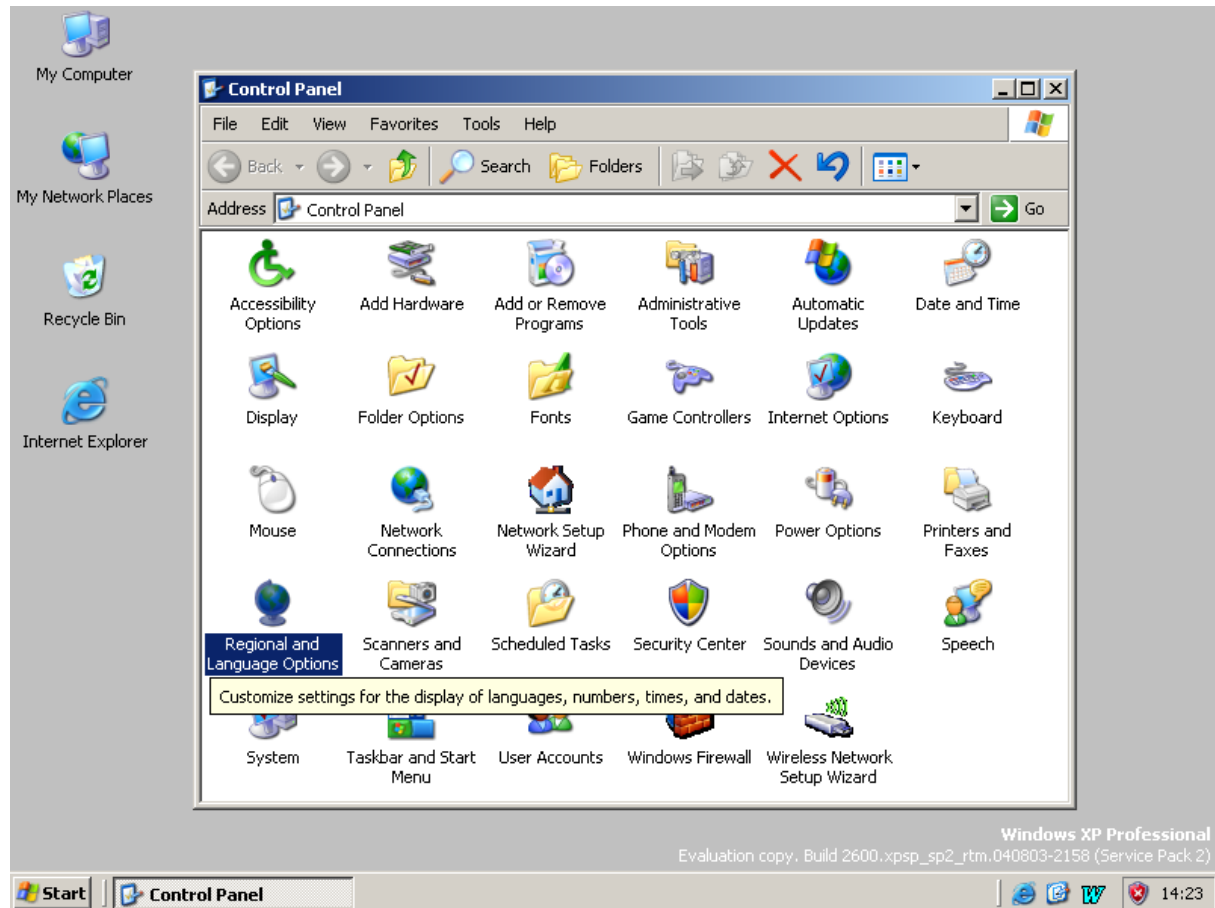 My Computer
My Network Places
Recycle Bin
Internet Explorer
Control Panel
File Edit View Favorites Tools Help
Back Search Folders
Address Control Panel Go
Accessibility Options
Add Hardware
Add or Remove Programs
Administrative Tools
Automatic Updates
Date and Time
Display
Folder Options
Fonts
Game Controllers
Internet Options
Keyboard
Mouse
Network Connections
Network Setup Wizard
Phone and Modem Options
Power Options
Printers and Faxes
Regional and Language Options
Scanners and Cameras
Scheduled Tasks
Security Center
Sounds and Audio Devices
Speech
Customize settings for the display of languages, numbers, times, and dates.
System
Taskbar and Start Menu
User Accounts
Windows Firewall
Wireless Network Setup Wizard
Windows XP Professional
Evaluation copy. Build 2600.xpsp_sp2_rtm.040803-2158 (Service Pack 2)
Start Control Panel 14:23